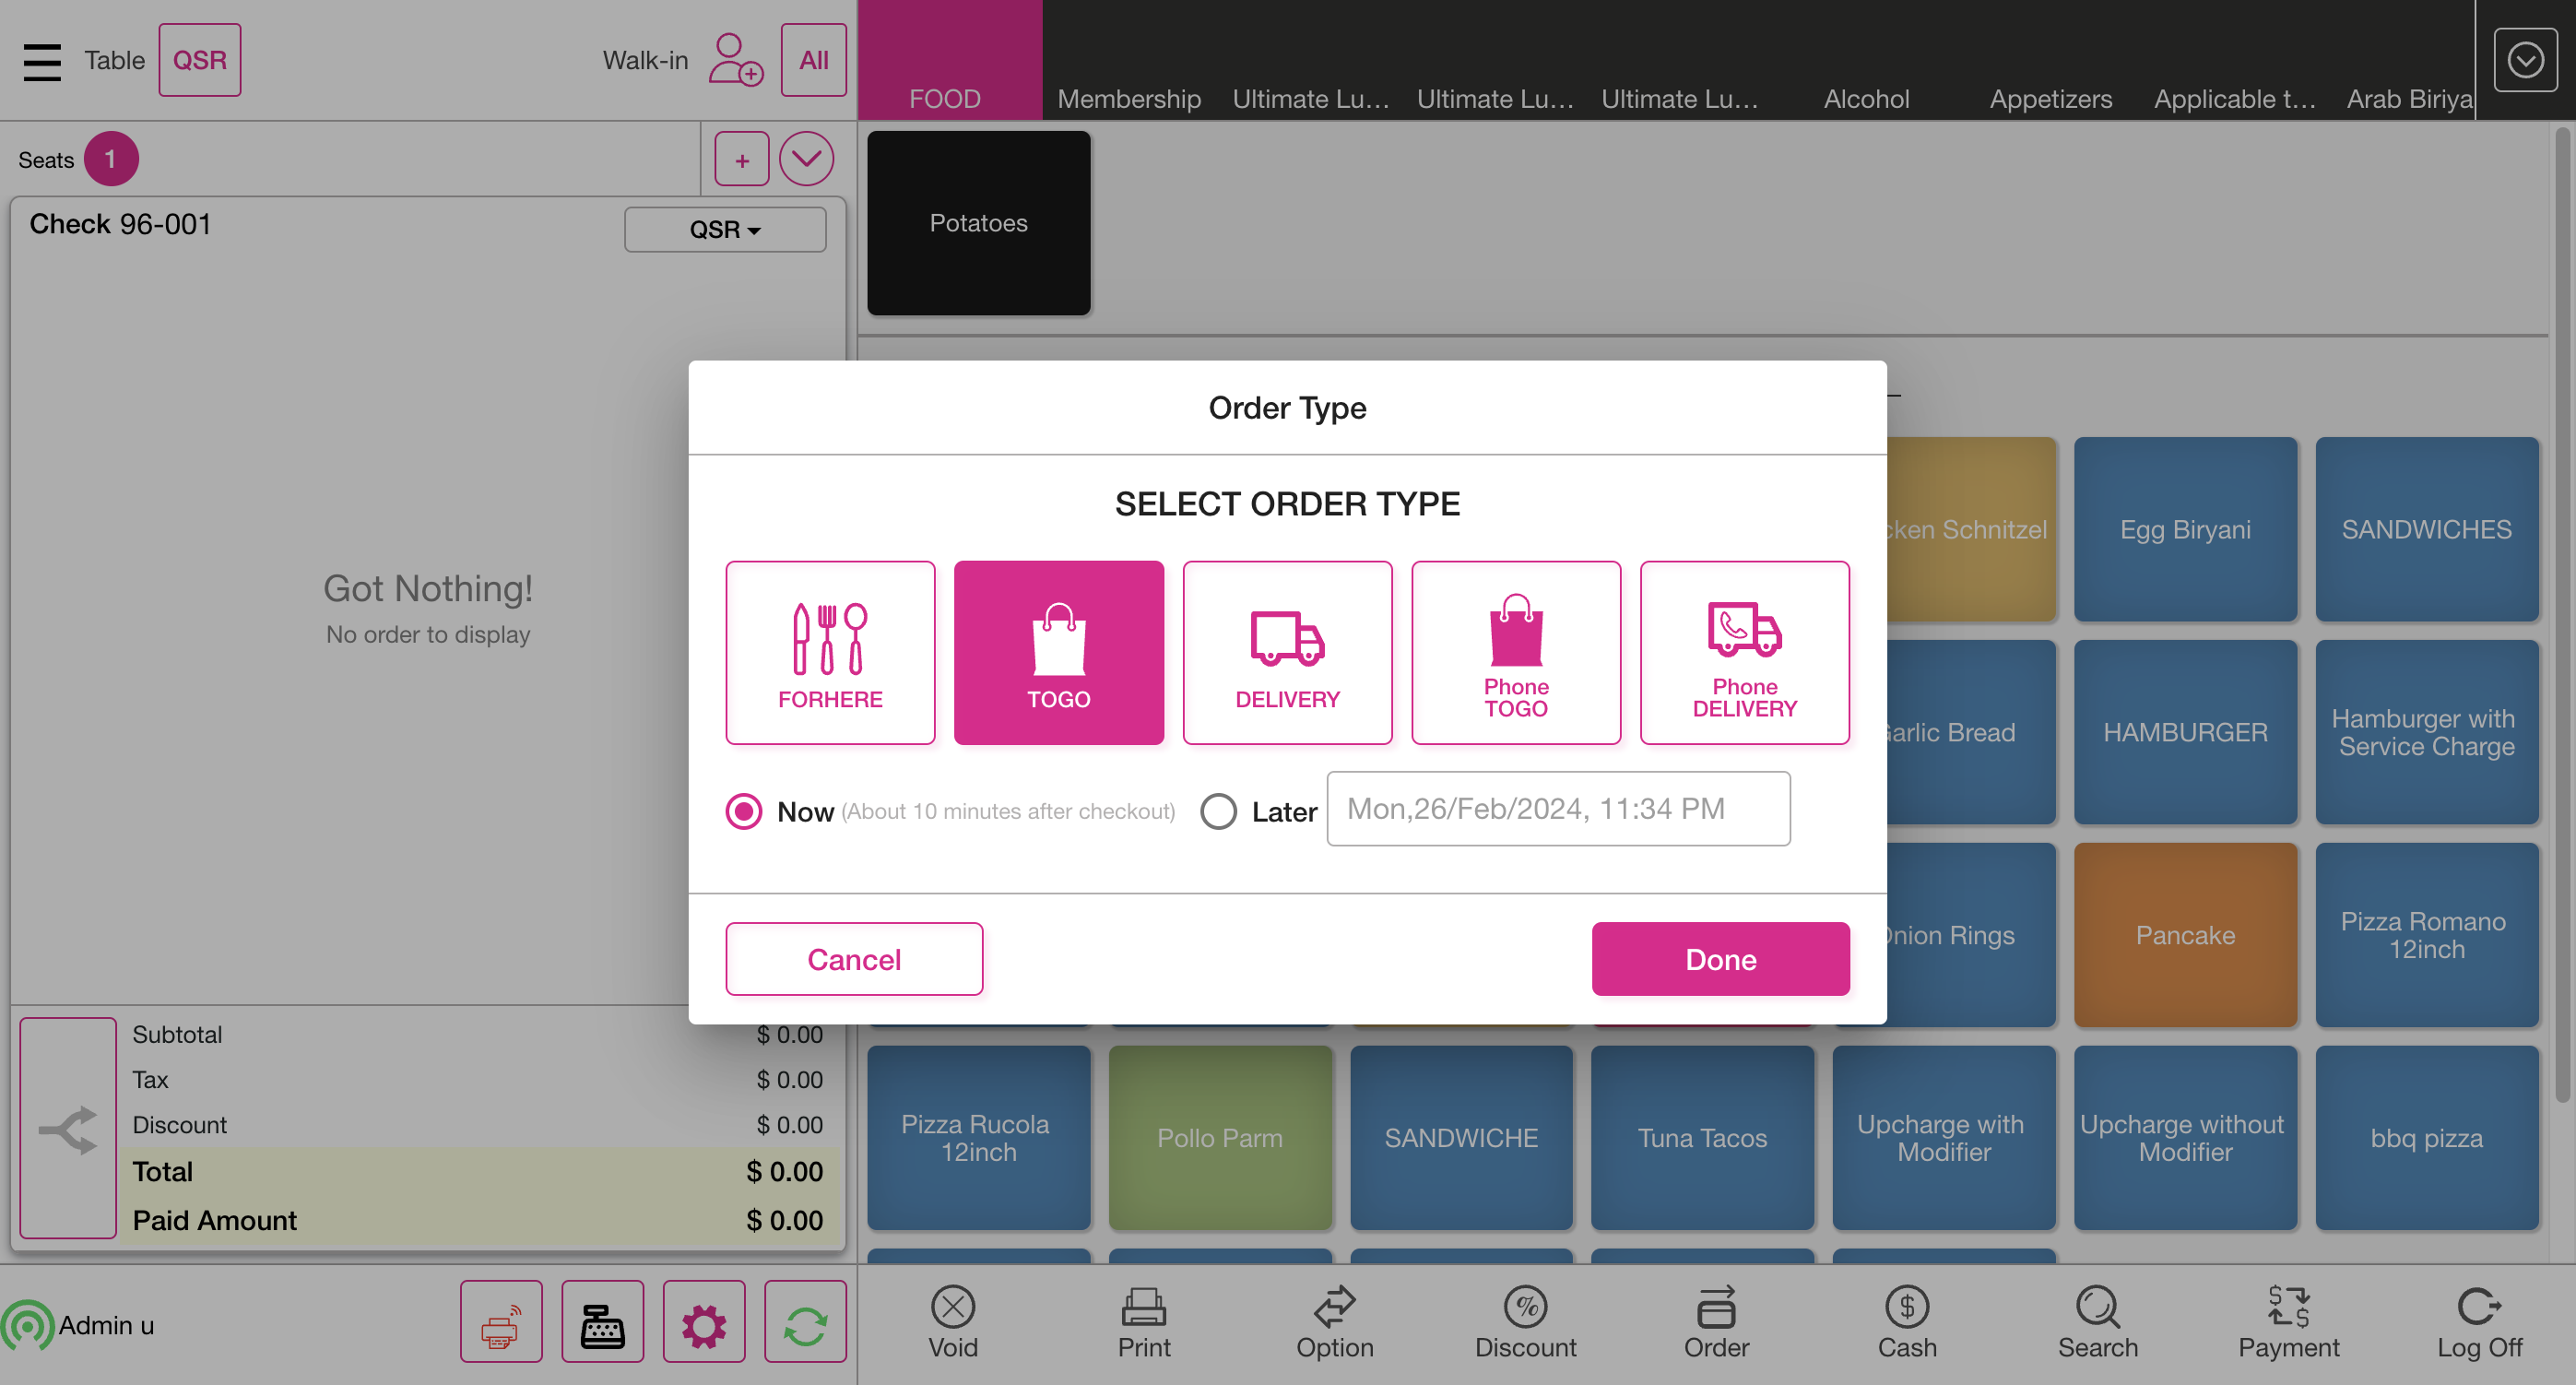 Table
QSR
Walk-in
All
FOOD
Membership
Ultimate Lu...
Ultimate Lu...
Ultimate Lu...
Alcohol
Appetizers
Applicable t...
Arab Biriya
Seats
1
+
Check 96-001
QSR
Got Nothing!
No order to display
Subtotal
$ 0.00
Tax
$ 0.00
Discount
$ 0.00
Total
$ 0.00
Paid Amount
$ 0.00
Potatoes
Order Type
SELECT ORDER TYPE
FORHERE
TOGO
DELIVERY
Phone
TOGO
Phone
DELIVERY
Now (About 10 minutes after checkout)
Later
Mon,26/Feb/2024, 11:34 PM
Cancel
Done
cken Schnitzel
Egg Biryani
SANDWICHES
arlic Bread
HAMBURGER
Hamburger with
Service Charge
nion Rings
Pancake
Pizza Romano
12inch
Pizza Rucola
12inch
Pollo Parm
SANDWICHE
Tuna Tacos
Upcharge with
Modifier
Upcharge without
Modifier
bbq pizza
Admin u
Void
Print
Option
Discount
Order
Cash
Search
Payment
Log Off